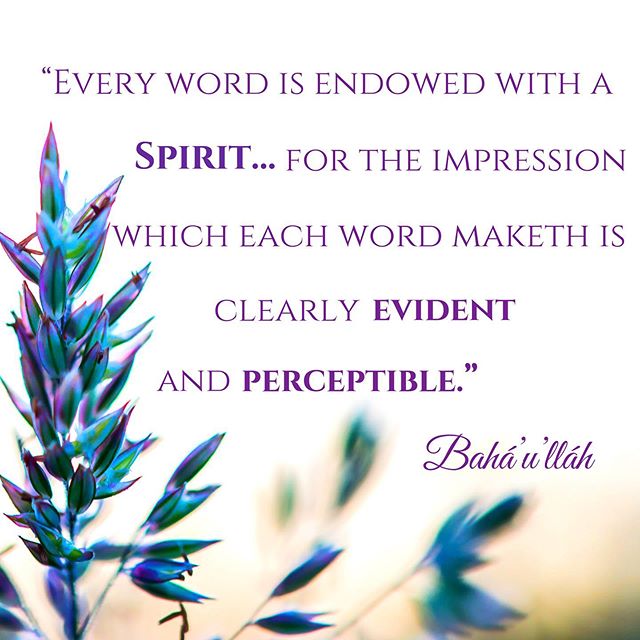 “Every word is endowed with a
Spirit... for the impression
which each word maketh is
clearly evident
and perceptible.”
Bahá’u’lláh